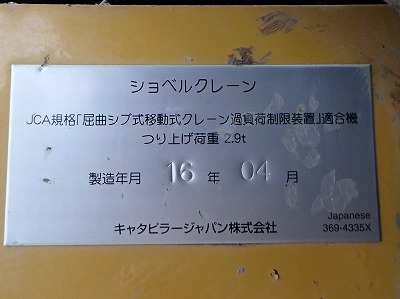 ショベルクレーン
JCA規格「屈曲ジブ式移動式クレーン過負荷制限装置」適合機
つり上げ荷重 2.9t
製造年月 16 年 04 月
キャタピラージャパン株式会社
Japanese
369-4335X